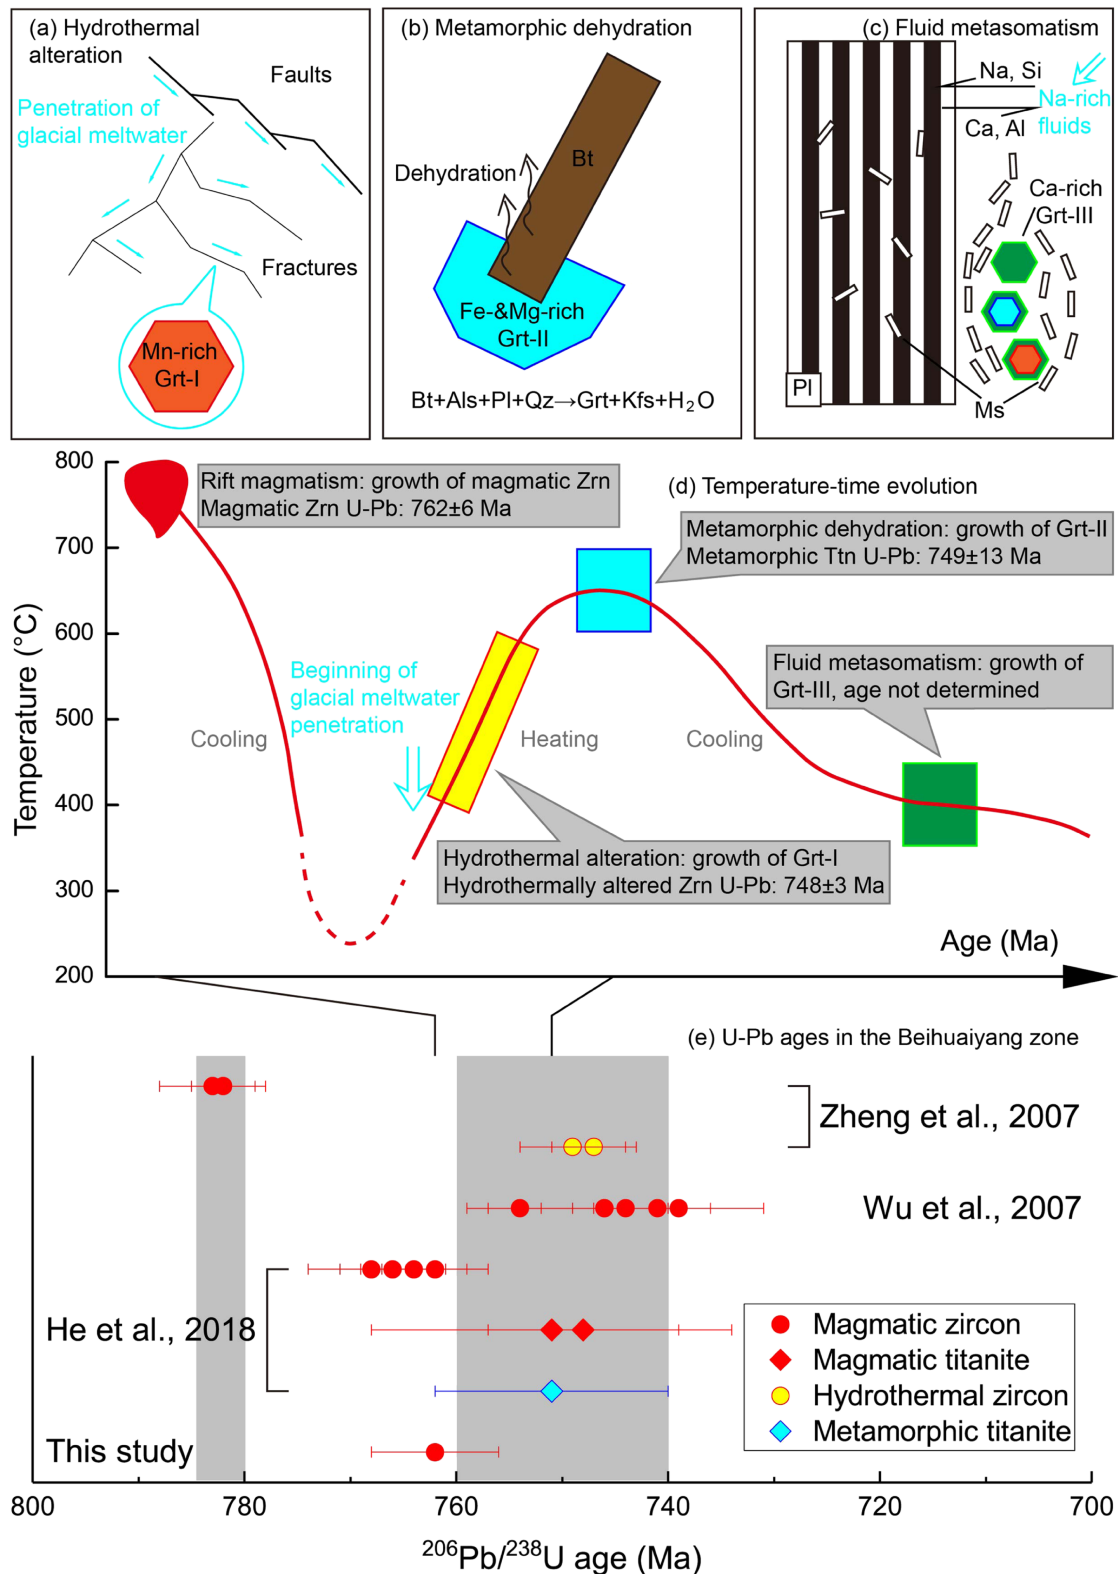 (a) Hydrothermal
alteration
Faults
Penetration of
glacial meltwater
Fractures
Mn-rich
Grt-I
(b) Metamorphic dehydration
Bt
Dehydration
Fe-&Mg-rich
Grt-II
Bt+Als+Pl+Qz→Grt+Kfs+H₂O
(c) Fluid metasomatism
Na, Si
Na-rich
fluids
Ca, Al
Ca-rich
Grt-III
Pl
Ms
(d) Temperature-time evolution
Temperature (°C)
800
700
600
500
400
300
200
Rift magmatism: growth of magmatic Zrn
Magmatic Zrn U-Pb: 762±6 Ma
Metamorphic dehydration: growth of Grt-II
Metamorphic Ttn U-Pb: 749±13 Ma
Beginning of
glacial meltwater
penetration
Fluid metasomatism: growth of
Grt-III, age not determined
Cooling
Heating
Cooling
Hydrothermal alteration: growth of Grt-I
Hydrothermally altered Zrn U-Pb: 748±3 Ma
Age (Ma)
(e) U-Pb ages in the Beihuaiyang zone
Zheng et al., 2007
Wu et al., 2007
He et al., 2018
This study
Magmatic zircon
Magmatic titanite
Hydrothermal zircon
Metamorphic titanite
800 780 760 740 720 700
²⁰⁶Pb/²³⁸U age (Ma)